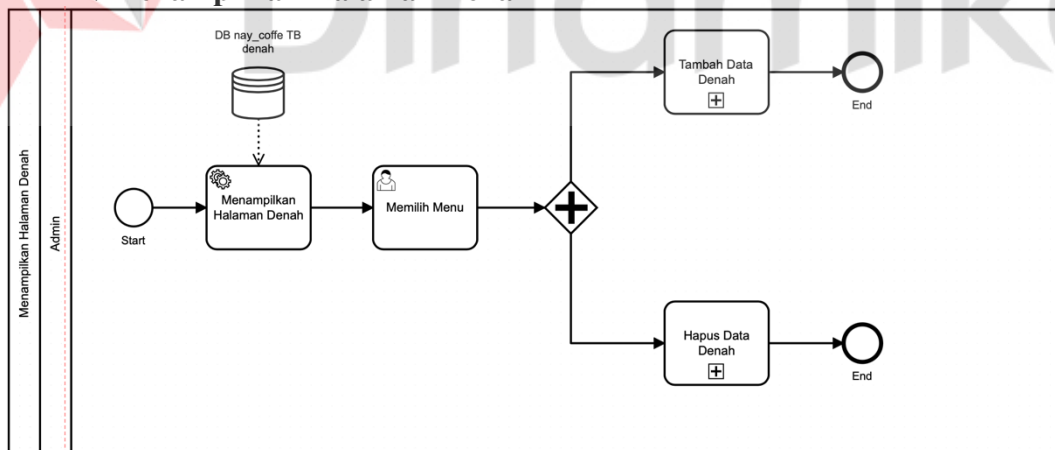 DB nay_coffe TB
denah
Menampilkan Halaman Denah
Admin
Start
Menampilkan
Halaman Denah
Memilih Menu
Tambah Data
Denah
End
Hapus Data
Denah
End